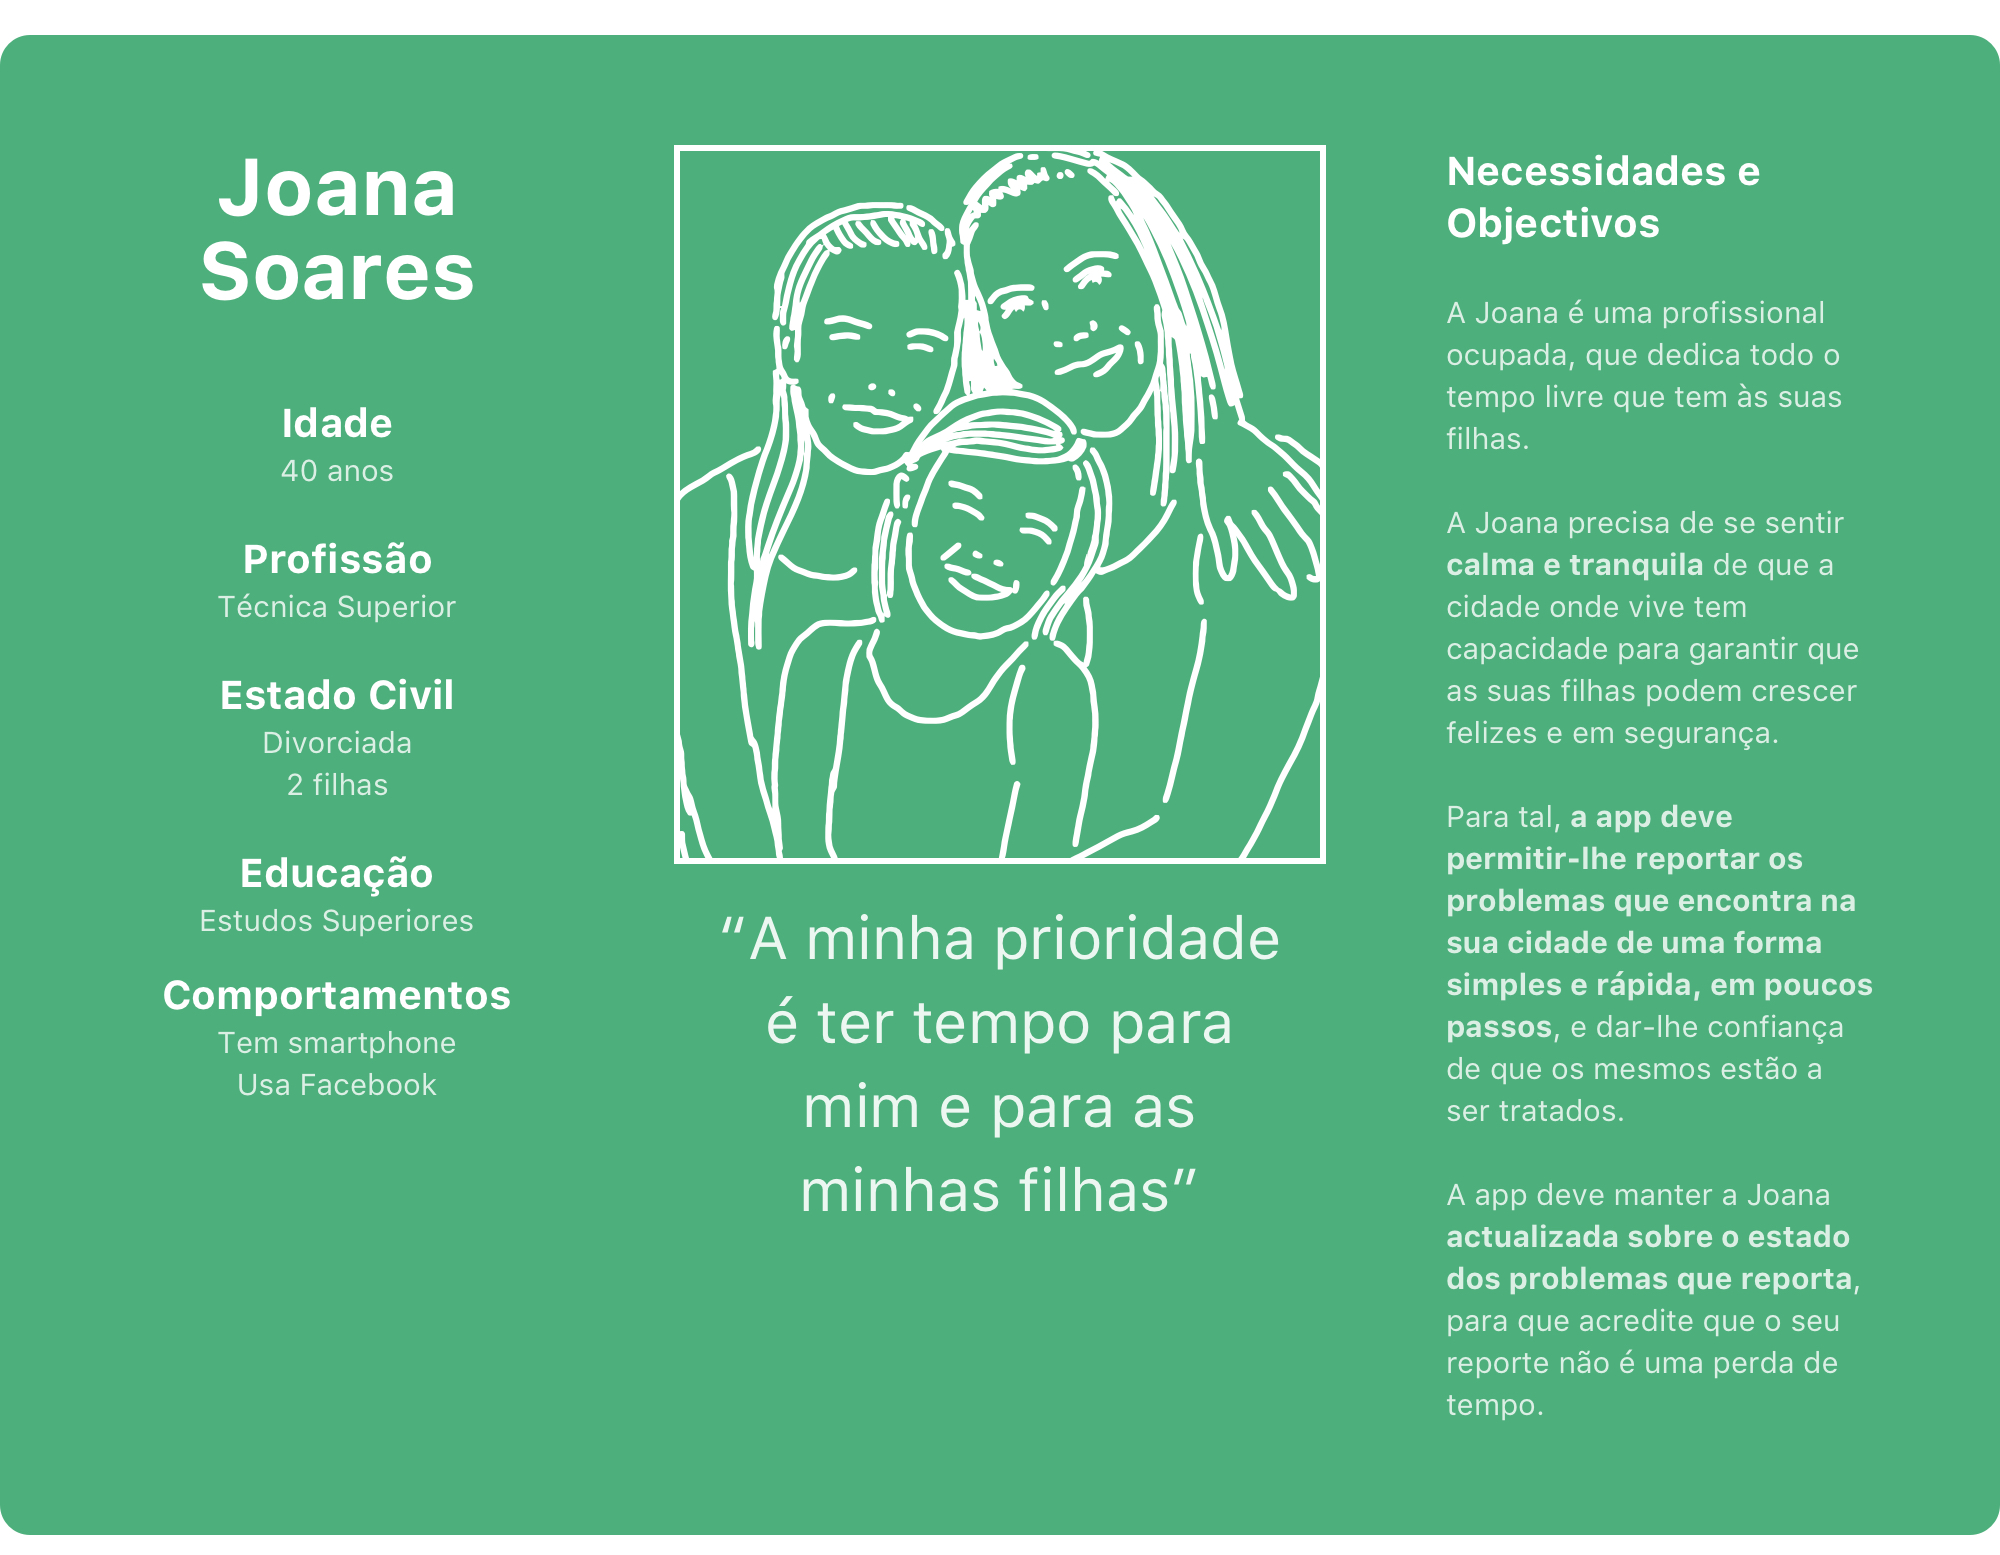 Joana
Soares
Idade
40 anos
Profissão
Técnica Superior
Estado Civil
Divorciada
2 filhas
Educação
Estudos Superiores
Comportamentos
Tem smartphone
Usa Facebook
“A minha prioridade
é ter tempo para
mim e para as
minhas filhas”
Necessidades e
Objectivos
A Joana é uma profissional
ocupada, que dedica todo o
tempo livre que tem às suas
filhas.
A Joana precisa de se sentir
calma e tranquila de que a
cidade onde vive tem
capacidade para garantir que
as suas filhas podem crescer
felizes e em segurança.
Para tal, a app deve
permitir-lhe reportar os
problemas que encontra na
sua cidade de uma forma
simples e rápida, em poucos
passos, e dar-lhe confiança
de que os mesmos estão a
ser tratados.
A app deve manter a Joana
actualizada sobre o estado
dos problemas que reporta,
para que acredite que o seu
reporte não é uma perda de
tempo.